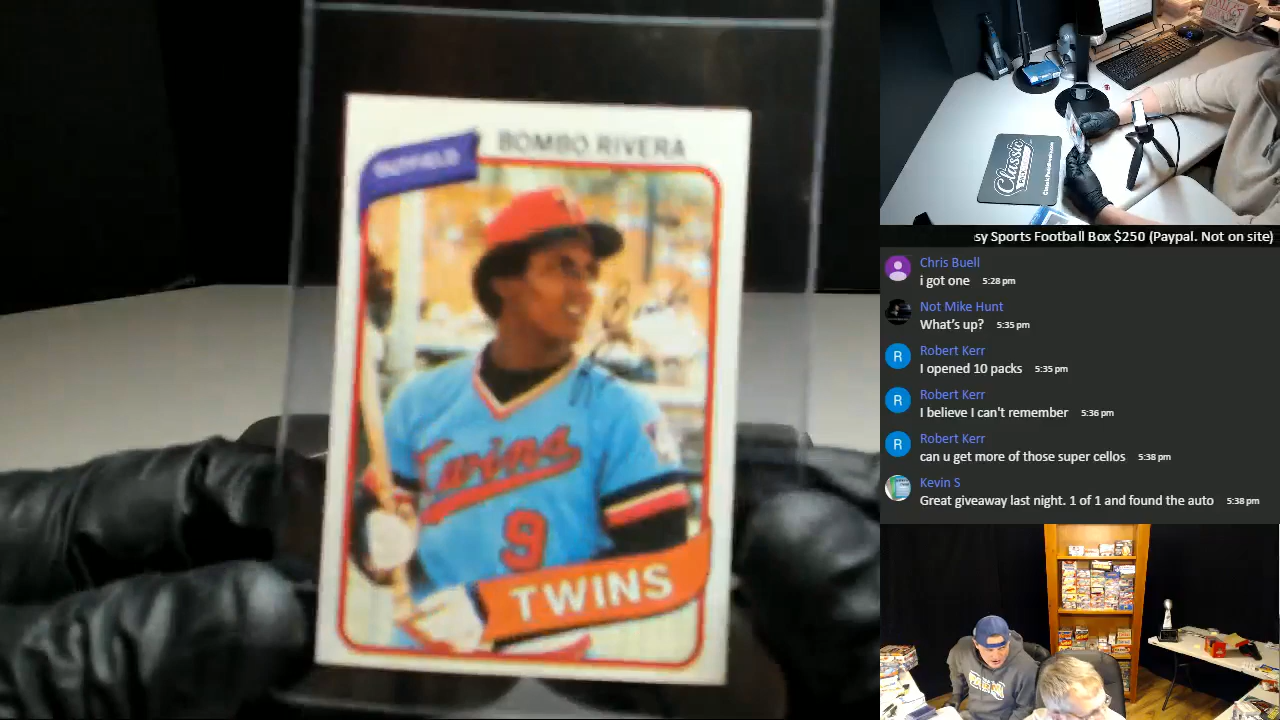 BOMBO RIVERA
OUTFIELD
Twins
9
TWINS
Classic
sy Sports Football Box $250 (Paypal. Not on site)
Chris Buell
i got one 5:28 pm
Not Mike Hunt
What's up? 5:35 pm
R
Robert Kerr
I opened 10 packs 5:35 pm
R
Robert Kerr
I believe I can't remember 5:36 pm
R
Robert Kerr
can u get more of those super cellos 5:38 pm
Kevin S
Great giveaway last night. 1 of 1 and found the auto 5:38 pm